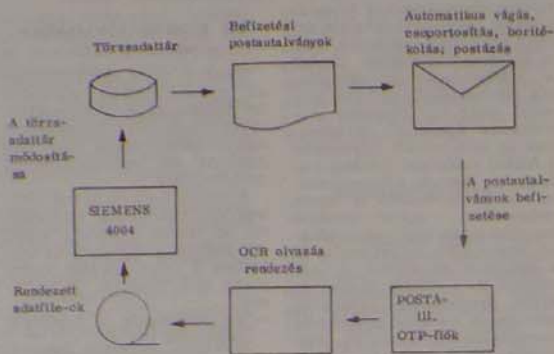 Törzsadattár
Befizetési
postautalványok
Automatikus vágás,
csoportosítás, boríté-
kolás, postázás
A törzs-
adattár
módosítá-
sa
SIEMENS
4004
A postautal-
ványok befi-
zetése
OCR olvasás
rendezés
Rendezett
adatfile-ok
POSTA-
ill.
OTP-fiók